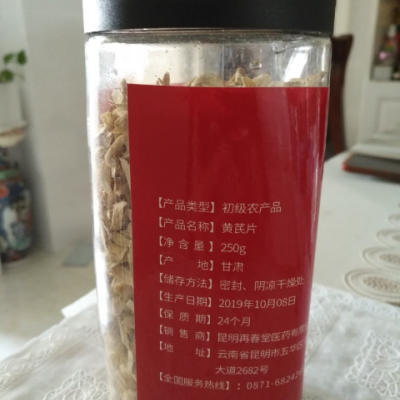 【产品类型】初级农产品
【产品名称】黄芪片
【净 含 量】250g
【产　　地】甘肃
【储存方法】密封、阴凉干燥处
【生产日期】2019年10月08日
【保 质 期】24个月
【销 售 商】昆明再春堂医药有限
【地　　址】云南省昆明市五华区
大道2682号
【全国服务热线】:0871-6824